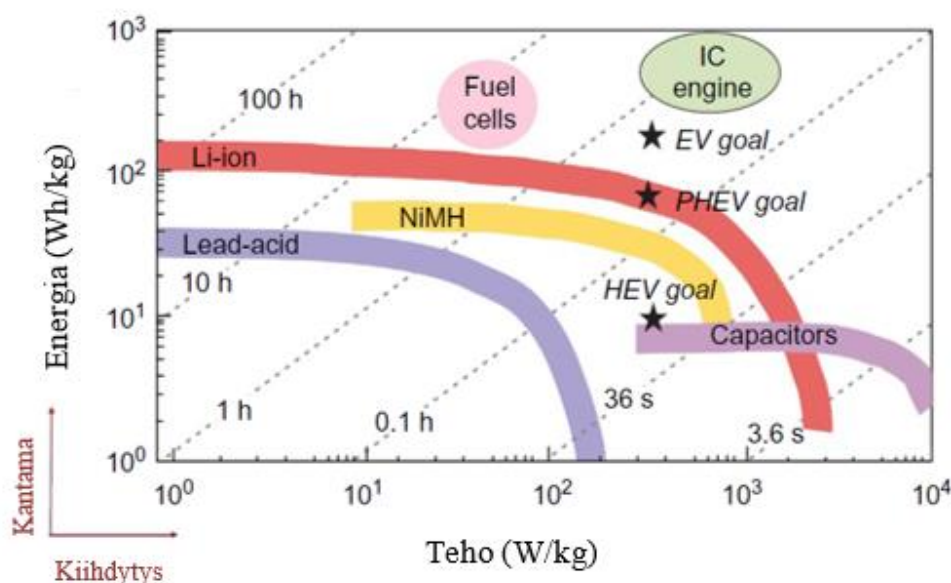 10³
Fuel
cells
IC
engine
100 h
EV goal
Li-ion
10²
PHEV goal
NiMH
Lead-acid
10 h
HEV goal
10¹
Capacitors
1 h
0.1 h
36 s
3.6 s
10⁰
10⁰
10¹
10²
10³
10⁴
Energia (Wh/kg)
Teho (W/kg)
Kantama
Kiihdytys